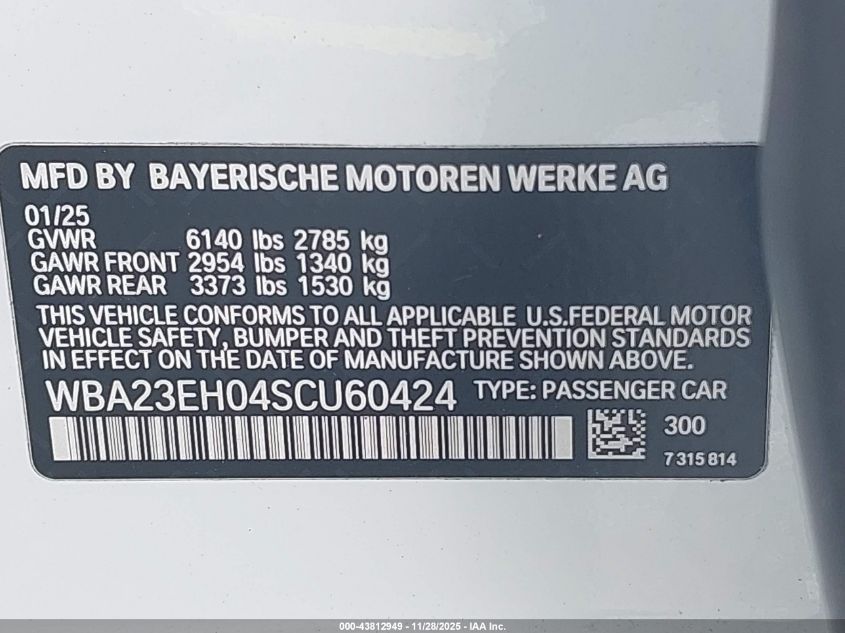 MFD BY BAYERISCHE MOTOREN WERKE AG
01/25
GVWR 6140 lbs 2785 kg
GAWR FRONT 2954 lbs 1340 kg
GAWR REAR 3373 lbs 1530 kg
THIS VEHICLE CONFORMS TO ALL APPLICABLE U.S.FEDERAL MOTOR
VEHICLE SAFETY, BUMPER AND THEFT PREVENTION STANDARDS
IN EFFECT ON THE DATE OF MANUFACTURE SHOWN ABOVE.
WBA23EH04SCU60424 TYPE: PASSENGER CAR
300
7315814
000-43812949 - 11/28/2025 - IAA Inc.